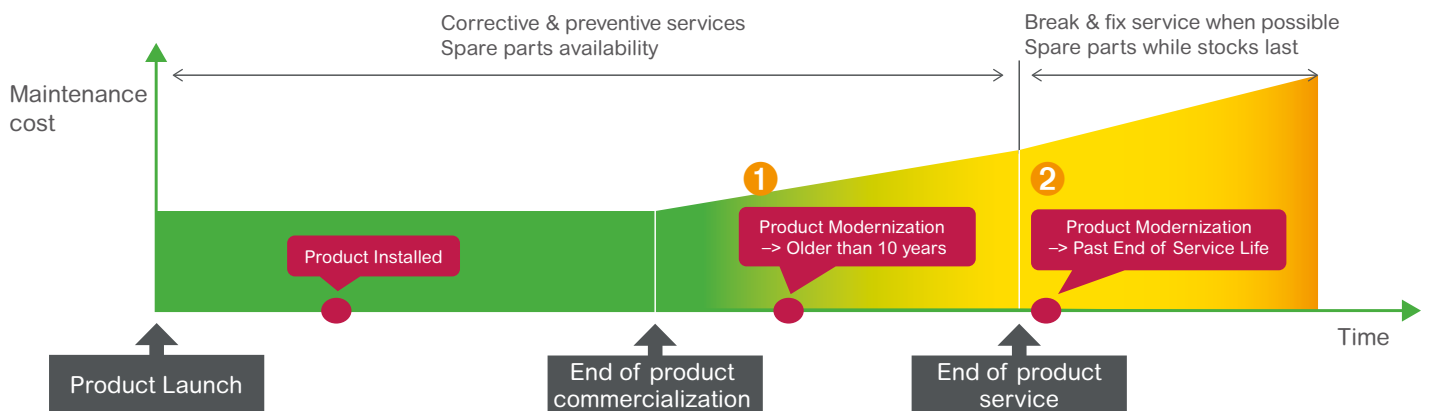 Corrective & preventive services
Spare parts availability
Break & fix service when possible
Spare parts while stocks last
Maintenance
cost
1
2
Product Installed
Product Modernization
–> Older than 10 years
Product Modernization
–> Past End of Service Life
Time
Product Launch
End of product
commercialization
End of product
service